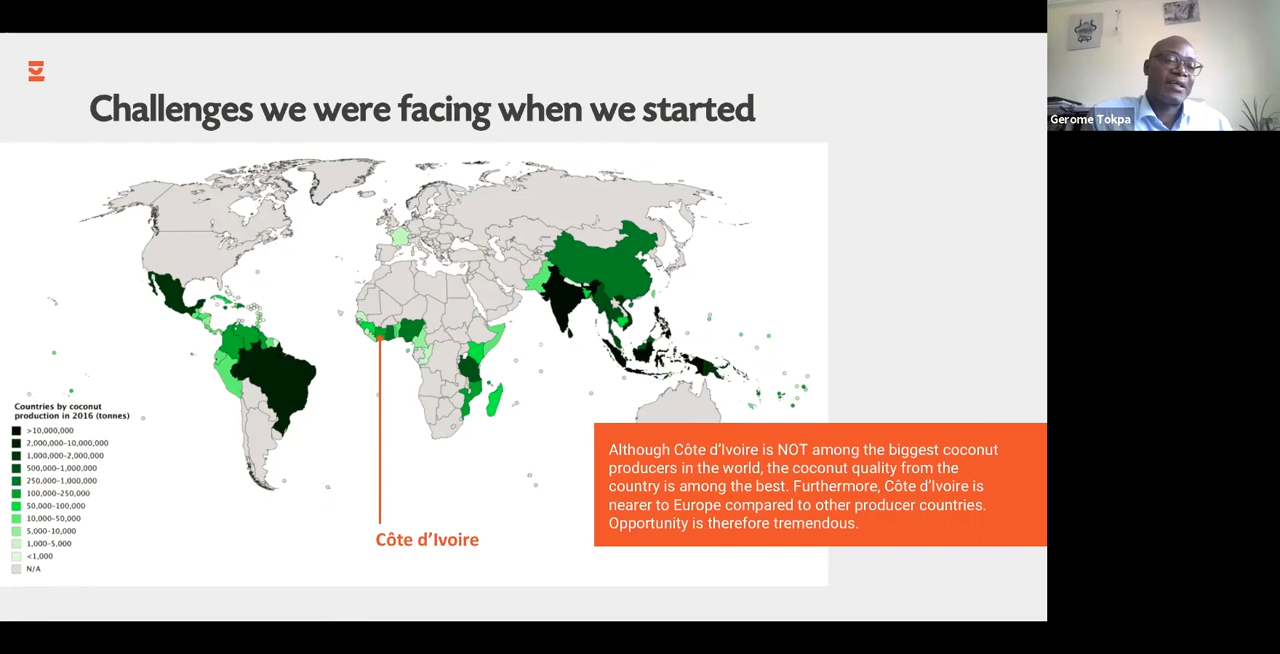 Challenges we were facing when we started
Gerome Tokpa
Countries by coconut
production in 2016 (tonnes)
>10,000,000
2,000,000-10,000,000
1,000,000-2,000,000
500,000-1,000,000
250,000-1,000,000
100,000-250,000
50,000-100,000
10,000-50,000
5,000-10,000
1,000-5,000
<1,000
N/A
Côte d’Ivoire
Although Côte d’Ivoire is NOT among the biggest coconut
producers in the world, the coconut quality from the
country is among the best. Furthermore, Côte d’Ivoire is
nearer to Europe compared to other producer countries.
Opportunity is therefore tremendous.